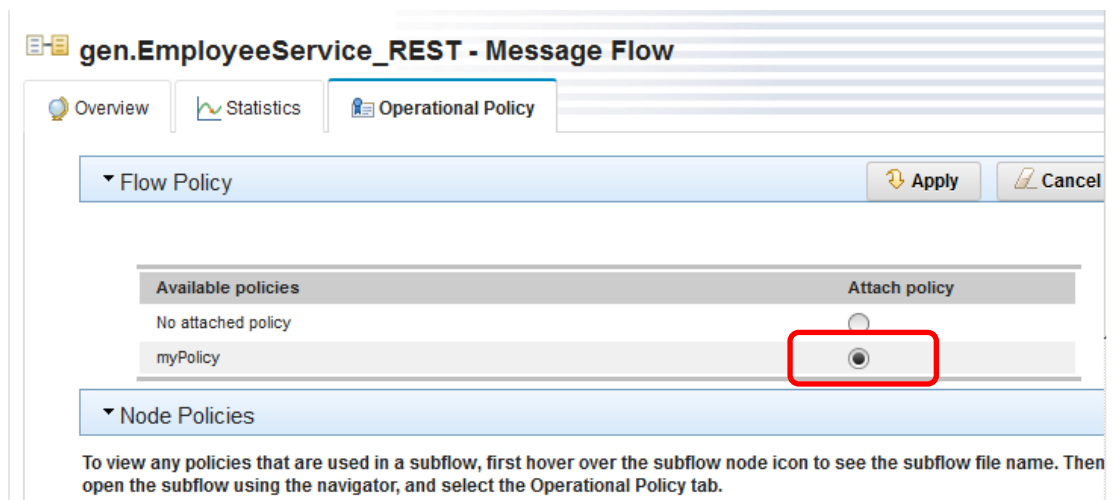 gen.EmployeeService_REST - Message Flow
Overview Statistics Operational Policy
Flow Policy Apply Cancel
Available policies Attach policy
No attached policy
myPolicy
Node Policies
To view any policies that are used in a subflow, first hover over the subflow node icon to see the subflow file name. Then
open the subflow using the navigator, and select the Operational Policy tab.